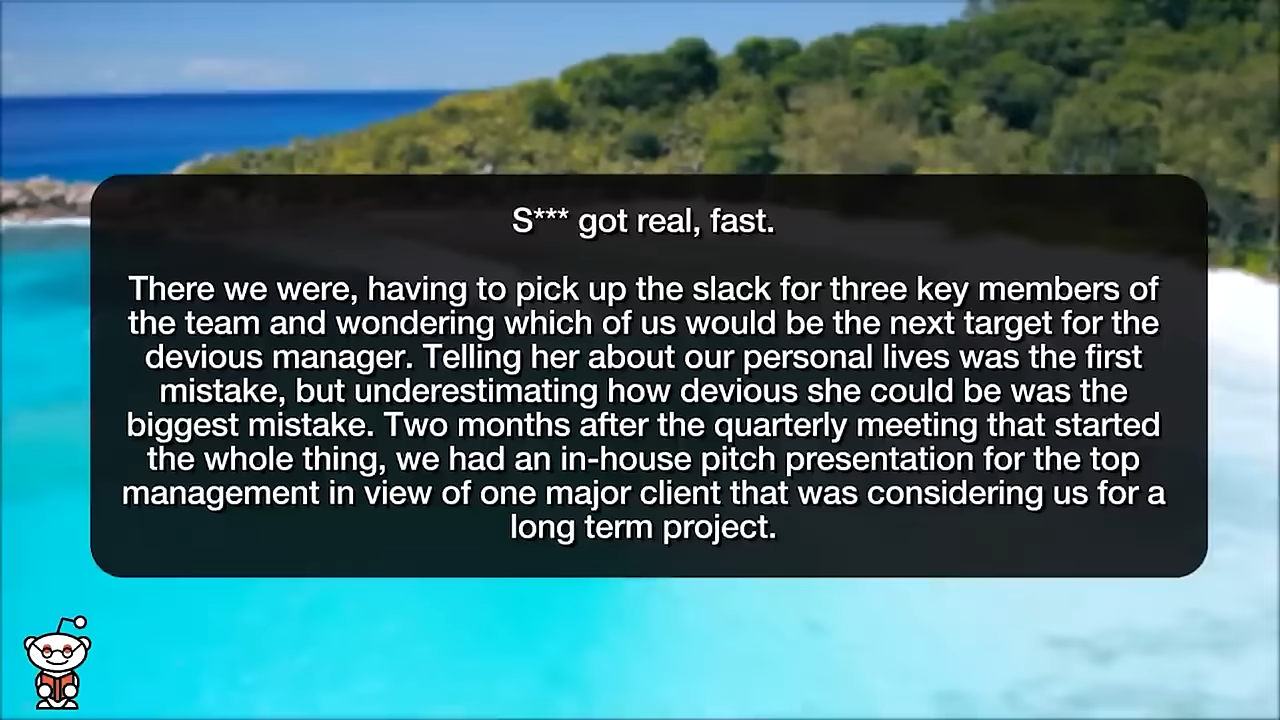 S*** got real, fast.
There we were, having to pick up the slack for three key members of
the team and wondering which of us would be the next target for the
devious manager. Telling her about our personal lives was the first
mistake, but underestimating how devious she could be was the
biggest mistake. Two months after the quarterly meeting that started
the whole thing, we had an in-house pitch presentation for the top
management in view of one major client that was considering us for a
long term project.